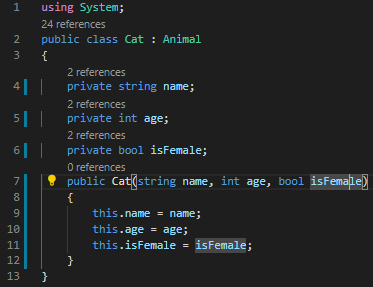 1 using System;
24 references
2 public class Cat : Animal
3 {
2 references
4 private string name;
2 references
5 private int age;
2 references
6 private bool isFemale;
0 references
7 public Cat(string name, int age, bool isFemale)
8 {
9 this.name = name;
10 this.age = age;
11 this.isFemale = isFemale;
12 }
13 }